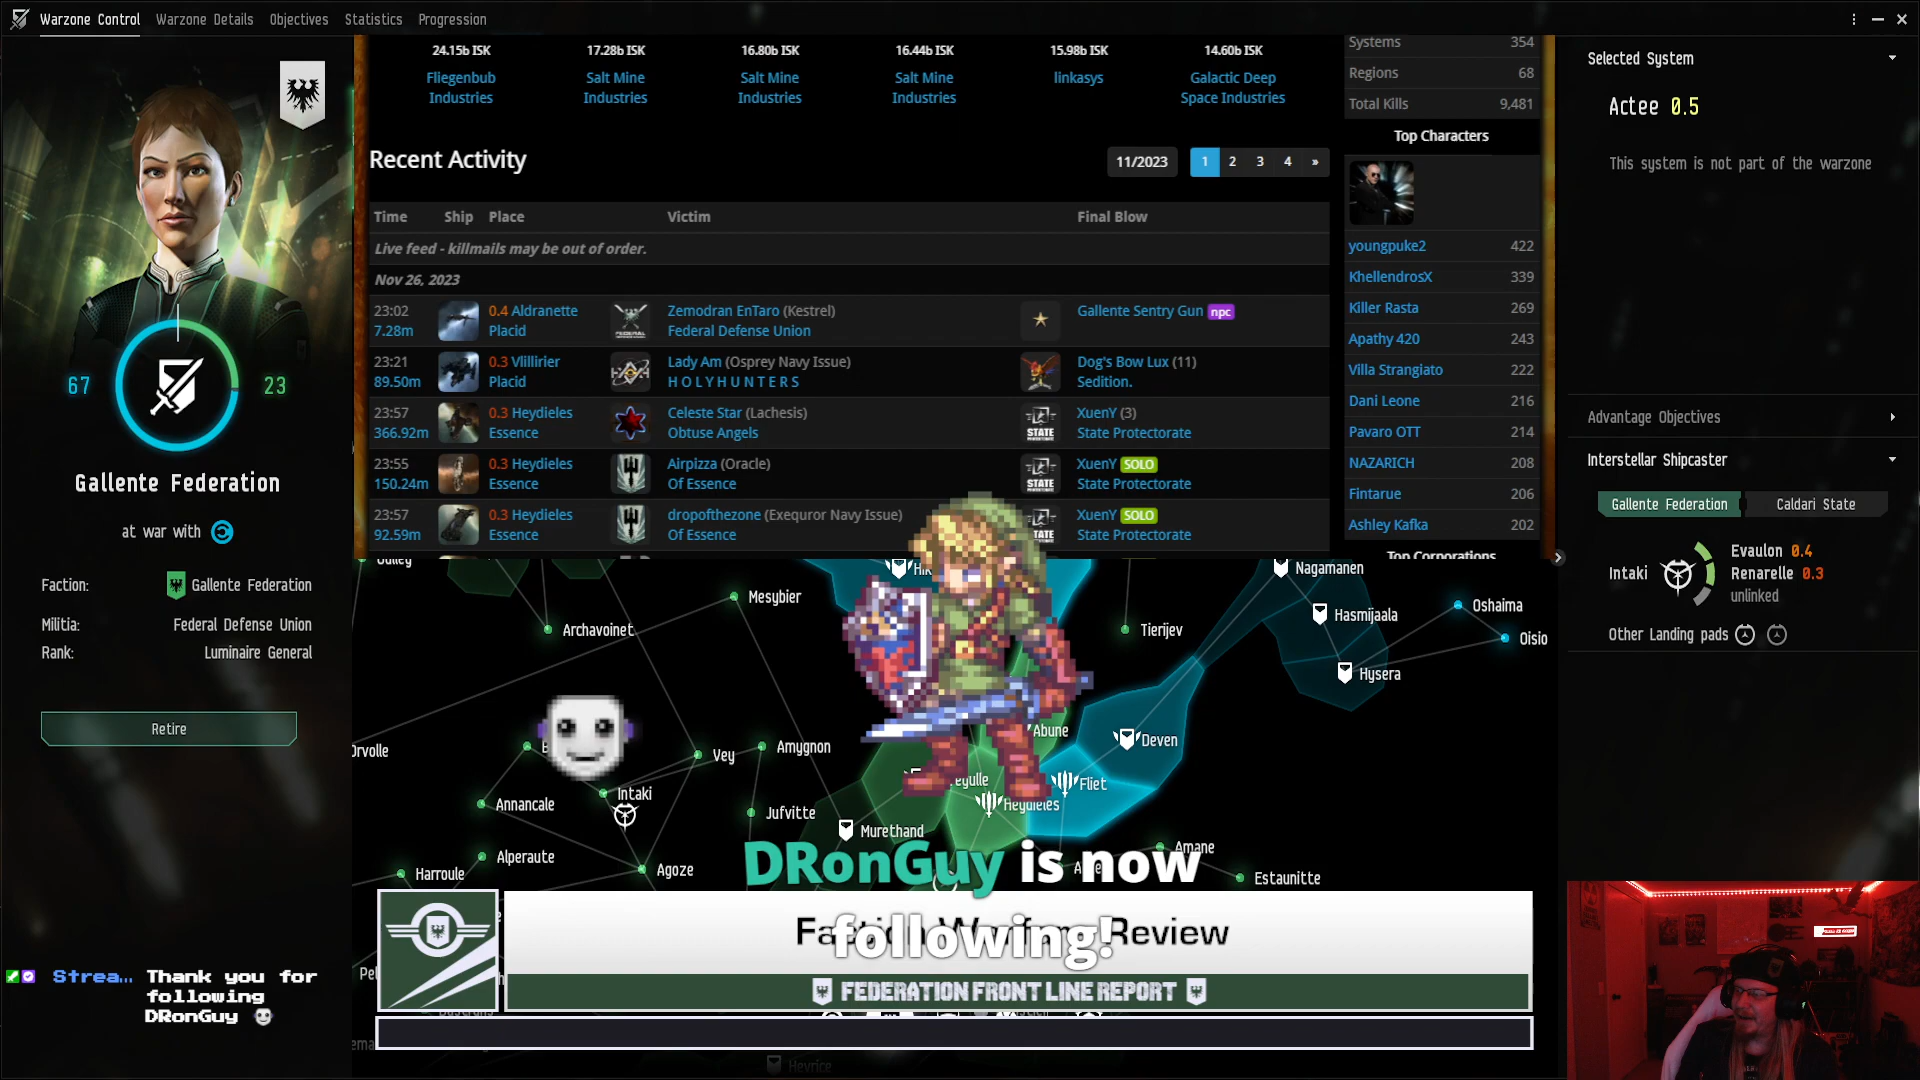 Warzone Control
Warzone Details
Objectives
Statistics
Progression
67
23
Gallente Federation
at war with
Faction: Gallente Federation
Militia: Federal Defense Union
Rank: Luminaire General
Retire
24.15b ISK
Fliegenbub
Industries
17.28b ISK
Salt Mine
Industries
16.80b ISK
Salt Mine
Industries
16.44b ISK
Salt Mine
Industries
15.98b ISK
linkasys
14.60b ISK
Galactic Deep
Space Industries
Recent Activity
11/2023
1 2 3 4 »
Time Ship Place Victim Final Blow
Live feed - killmails may be out of order.
Nov 26, 2023
23:02 0.4 Aldranette Zemodran EnTaro (Kestrel) Gallente Sentry Gun npc
7.28m Placid Federal Defense Union
23:21 0.3 Vlillirier Lady Am (Osprey Navy Issue) Dog's Bow Lux (11)
89.50m Placid H O L Y H U N T E R S Sedition.
23:57 0.3 Heydieles Celeste Star (Lachesis) XuenY (3)
366.92m Essence Obtuse Angels State Protectorate
23:55 0.3 Heydieles Airpizza (Oracle) XuenY SOLO
150.24m Essence Of Essence State Protectorate
23:57 0.3 Heydieles dropofthezone (Exequror Navy Issue) XuenY SOLO
92.59m Essence Of Essence State Protectorate
Systems 354
Regions 68
Total Kills 9,481
Top Characters
youngpuke2 422
KhellendrosX 339
Killer Rasta 269
Apathy 420 243
Villa Strangiato 222
Dani Leone 216
Pavaro OTT 214
NAZARICH 208
Fintarue 206
Ashley Kafka 202
Top Corporations
Selected System
Actee 0.5
This system is not part of the warzone
Advantage Objectives
Interstellar Shipcaster
Gallente Federation
Caldari State
Intaki
Evaulon 0.4
Renarelle 0.3
unlinked
Other Landing pads
Nagamanen
Mesybier
Hasmijaala
Oshaima
Archavoinet
Tierijev
Oisio
Hysera
Abune
Deven
Vey
Amygnon
Fliet
Intaki
Annancale
Heydieles
Jufvitte
Murethand
Amane
Alperaute
Agoze
Harroule
Estaunitte
DRonGuy is now
following!
Review
FEDERATION FRONT LINE REPORT
Strea... Thank you for
following
DRonGuy
Hevrice